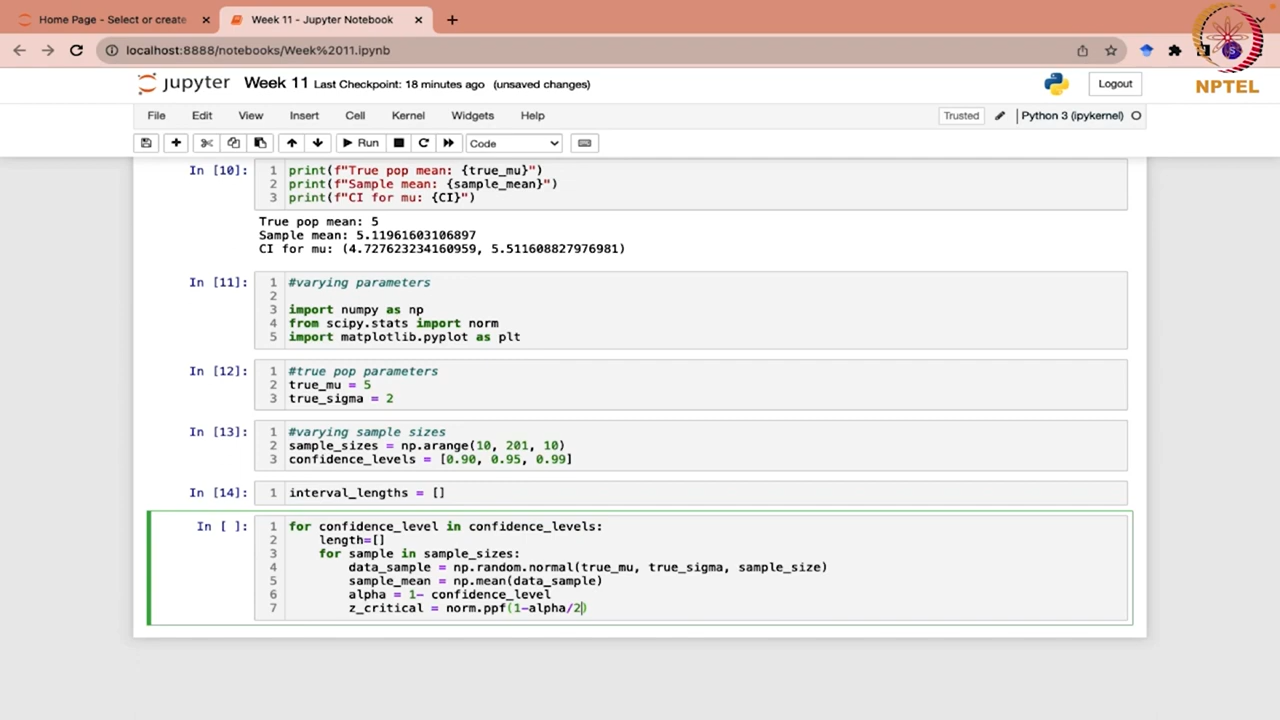 Home Page - Select or create
Week 11 - Jupyter Notebook
localhost:8888/notebooks/Week%2011.ipynb
S
NPTEL
jupyter Week 11 Last Checkpoint: 18 minutes ago (unsaved changes)
Logout
File Edit View Insert Cell Kernel Widgets Help
Trusted
Python 3 (ipykernel)
Run
Code
In [10]:
1 print(f"True pop mean: {true_mu}")
2 print(f"Sample mean: {sample_mean}")
3 print(f"CI for mu: {CI}")
True pop mean: 5
Sample mean: 5.11961603106897
CI for mu: (4.727623234160959, 5.511608827976981)
In [11]:
1 #varying parameters
2
3 import numpy as np
4 from scipy.stats import norm
5 import matplotlib.pyplot as plt
In [12]:
1 #true pop parameters
2 true_mu = 5
3 true_sigma = 2
In [13]:
1 #varying sample sizes
2 sample_sizes = np.arange(10, 201, 10)
3 confidence_levels = [0.90, 0.95, 0.99]
In [14]:
1 interval_lengths = []
In [ ]:
1 for confidence_level in confidence_levels:
2 length=[]
3 for sample in sample_sizes:
4 data_sample = np.random.normal(true_mu, true_sigma, sample_size)
5 sample_mean = np.mean(data_sample)
6 alpha = 1- confidence_level
7 z_critical = norm.ppf(1-alpha/2)